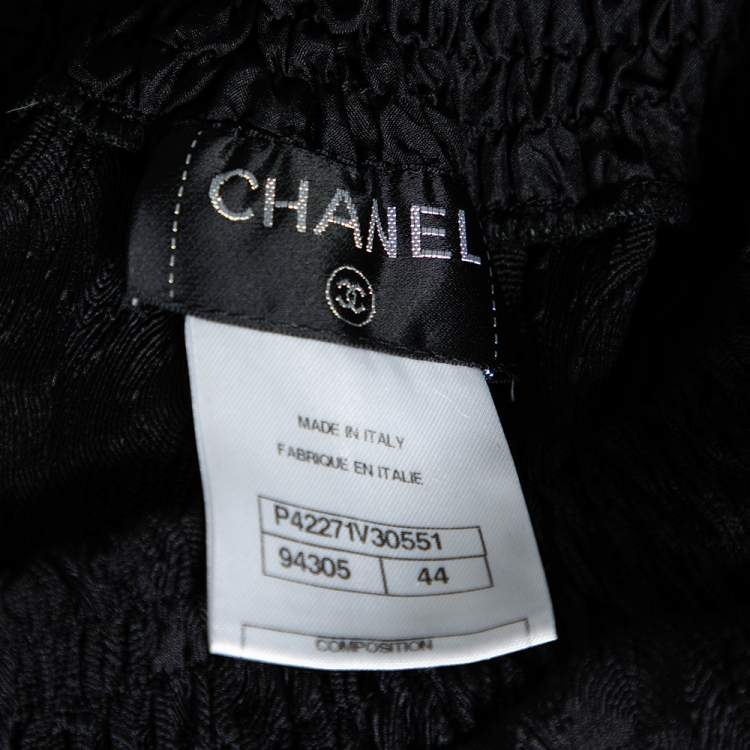 CHANEL
MADE IN ITALY
FABRIQUE EN ITALIE
P42271V30551
94305 44
COMPOSITION